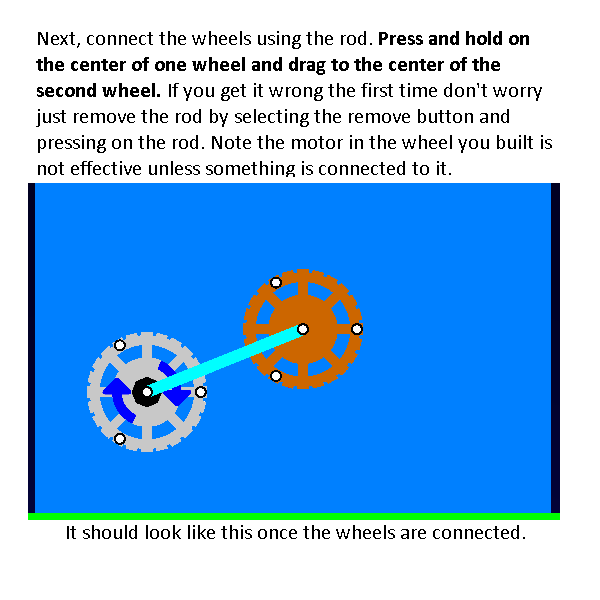 Next, connect the wheels using the rod. Press and hold on
the center of one wheel and drag to the center of the
second wheel. If you get it wrong the first time don't worry
just remove the rod by selecting the remove button and
pressing on the rod. Note the motor in the wheel you built is
not effective unless something is connected to it.
It should look like this once the wheels are connected.